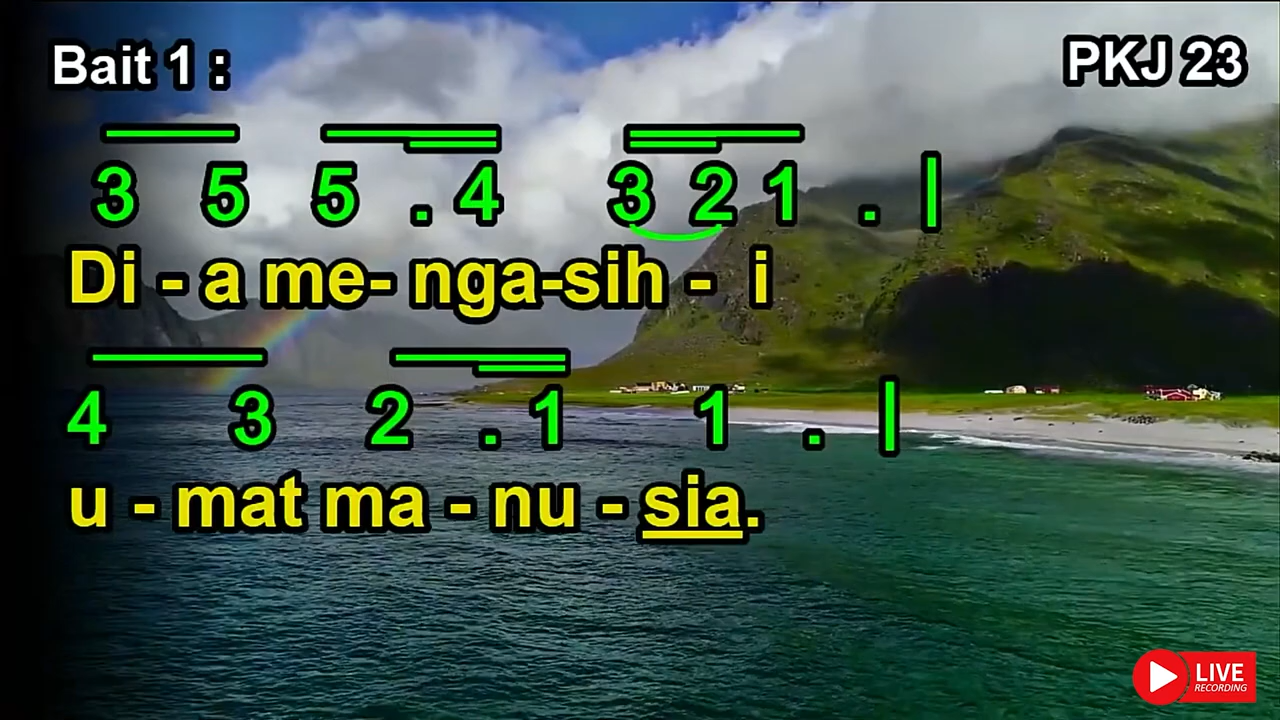 Bait 1 :
PKJ 23
3 5 5 . 4 3 2 1 . |
Di - a me- nga-sih - i
4 3 2 . 1 1 . |
u - mat ma - nu - sia.
LIVE
RECORDING